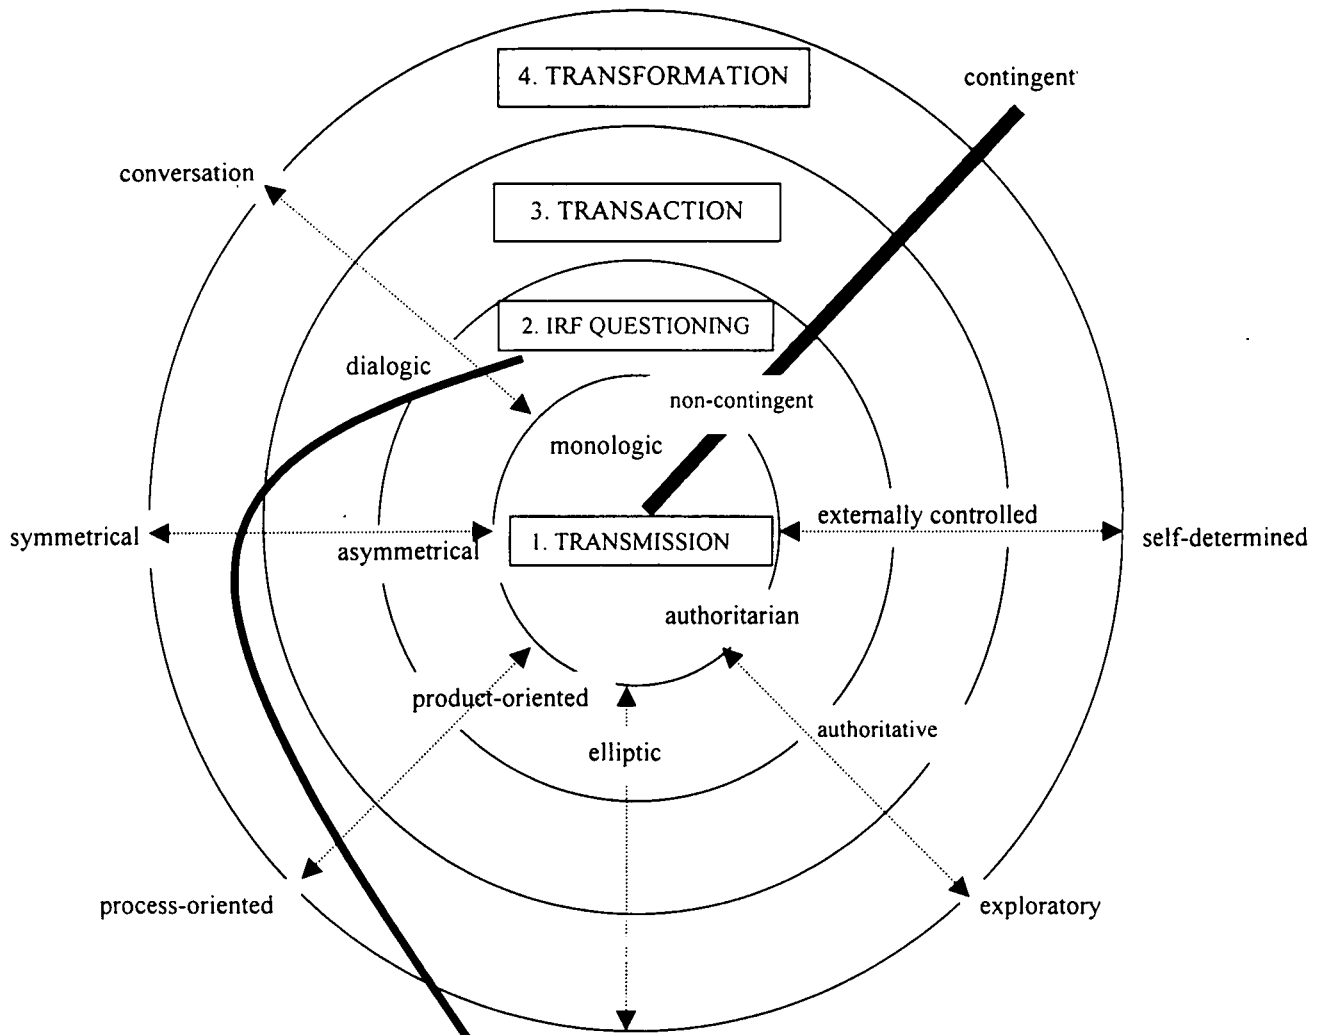 4. TRANSFORMATION
contingent
conversation
3. TRANSACTION
2. IRF QUESTIONING
dialogic
non-contingent
monologic
externally controlled
symmetrical
asymmetrical
1. TRANSMISSION
self-determined
authoritarian
product-oriented
authoritative
elliptic
process-oriented
exploratory